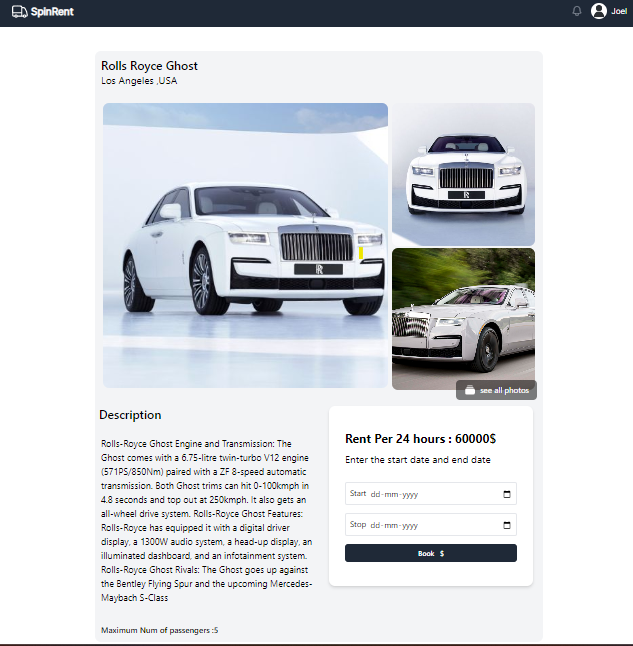 SpinRent
Joel
Rolls Royce Ghost
Los Angeles ,USA
see all photos
Description
Rolls-Royce Ghost Engine and Transmission: The
Ghost comes with a 6.75-litre twin-turbo V12 engine
(571PS/850Nm) paired with a ZF 8-speed automatic
transmission. Both Ghost trims can hit 0-100kmph in
4.8 seconds and top out at 250kmph. It also gets an
all-wheel drive system. Rolls-Royce Ghost Features:
Rolls-Royce has equipped it with a digital driver
display, a 1300W audio system, a head-up display, an
illuminated dashboard, and an infotainment system.
Rolls-Royce Ghost Rivals: The Ghost goes up against
the Bentley Flying Spur and the upcoming Mercedes-
Maybach S-Class
Maximum Num of passengers :5
Rent Per 24 hours : 60000$
Enter the start date and end date
Start dd-mm-yyyy
Stop dd-mm-yyyy
Book $